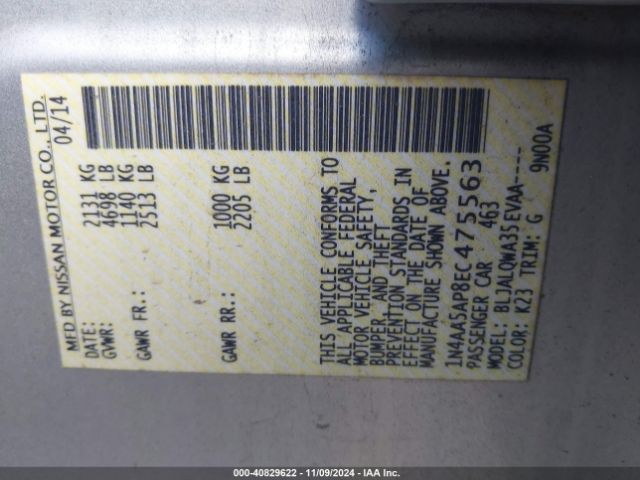 MFD BY NISSAN MOTOR CO., LTD.
DATE: 04/14
GVWR: 2131 KG
4698 LB
GAWR FR.: 1140 KG
2513 LB
GAWR RR.: 1000 KG
2205 LB
THIS VEHICLE CONFORMS TO
ALL APPLICABLE FEDERAL
MOTOR VEHICLE SAFETY,
BUMPER, AND THEFT
PREVENTION STANDARDS IN
EFFECT ON THE DATE OF
MANUFACTURE SHOWN ABOVE.
1N4AA5AP8EC475563
PASSENGER CAR 463
MODEL: BLJALQWA35EVAA-----
COLOR: K23 TRIM: G 9N00A
000-40829622 - 11/09/2024 - IAA Inc.